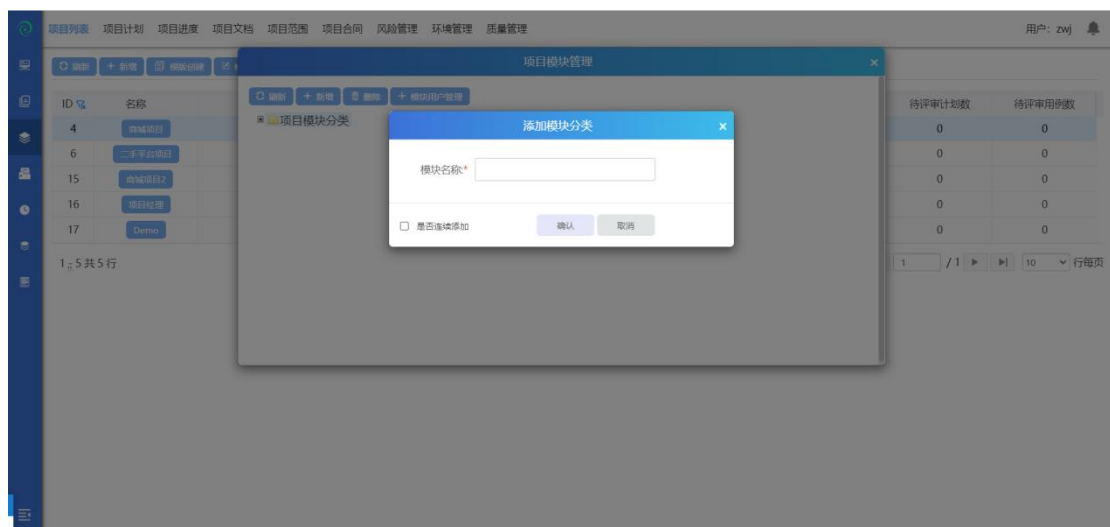 项目列表 项目计划 项目进度 项目文档 项目范围 项目合同 风险管理 环境管理 质量管理 用户：zwj
刷新 新增 模版创建
项目模块管理 ×
ID 名称 待评审计划数 待评审用例数
刷新 + 新增 删除 + 模块用户管理
项目模块分类
添加模块分类 ×
模块名称:*
是否连续添加 确认 取消
4 商城项目 0 0
6 二手平台项目 0 0
15 商城项目2 0 0
16 项目经理 0 0
17 Demo 0 0
1 - 5 共 5 行 1 / 1 10 行每页